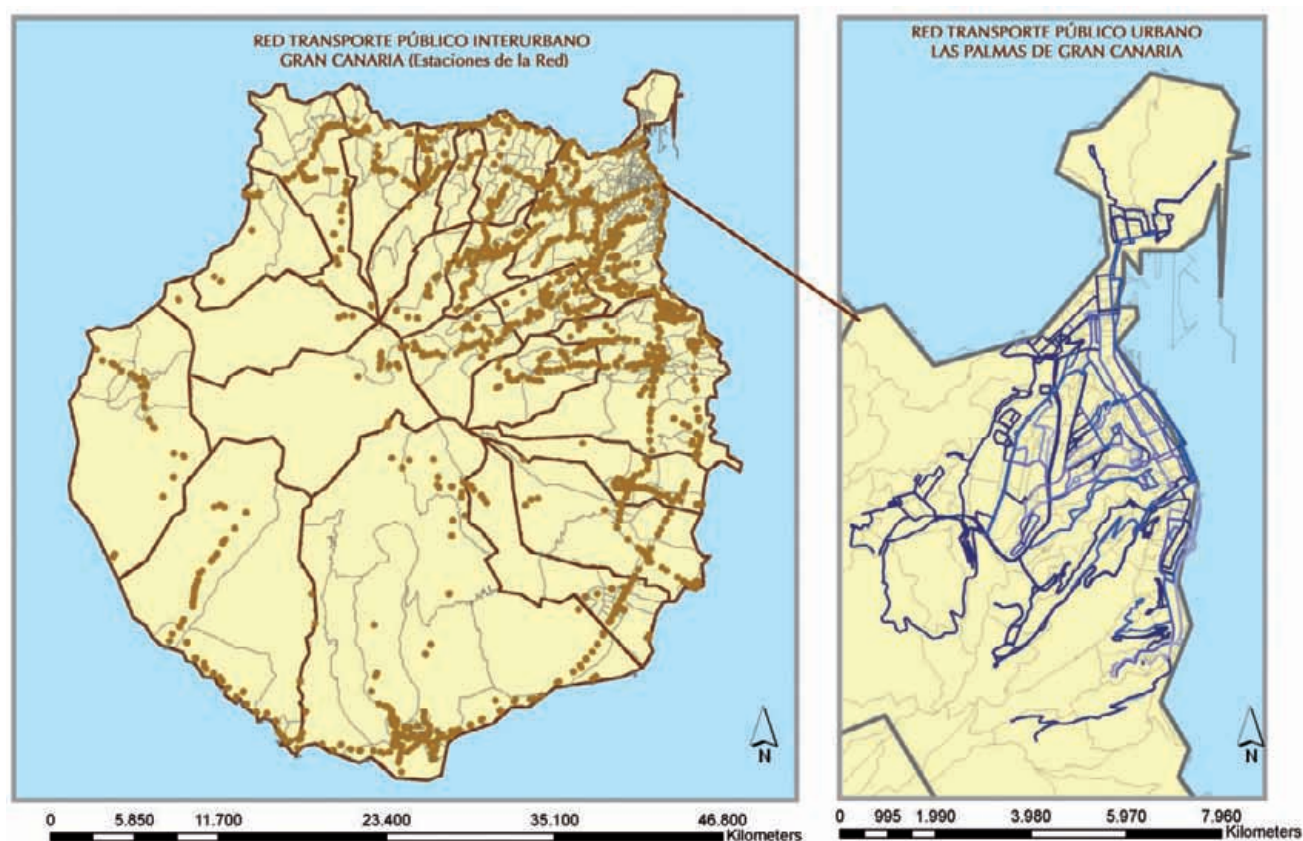 RED TRANSPORTE PÚBLICO INTERURBANO
GRAN CANARIA (Estaciones de la Red)
N
0 5.850 11.700 23.400 35.100 46.800
Kilometers
RED TRANSPORTE PÚBLICO URBANO
LAS PALMAS DE GRAN CANARIA
N
0 995 1.990 3.980 5.970 7.960
Kilometers